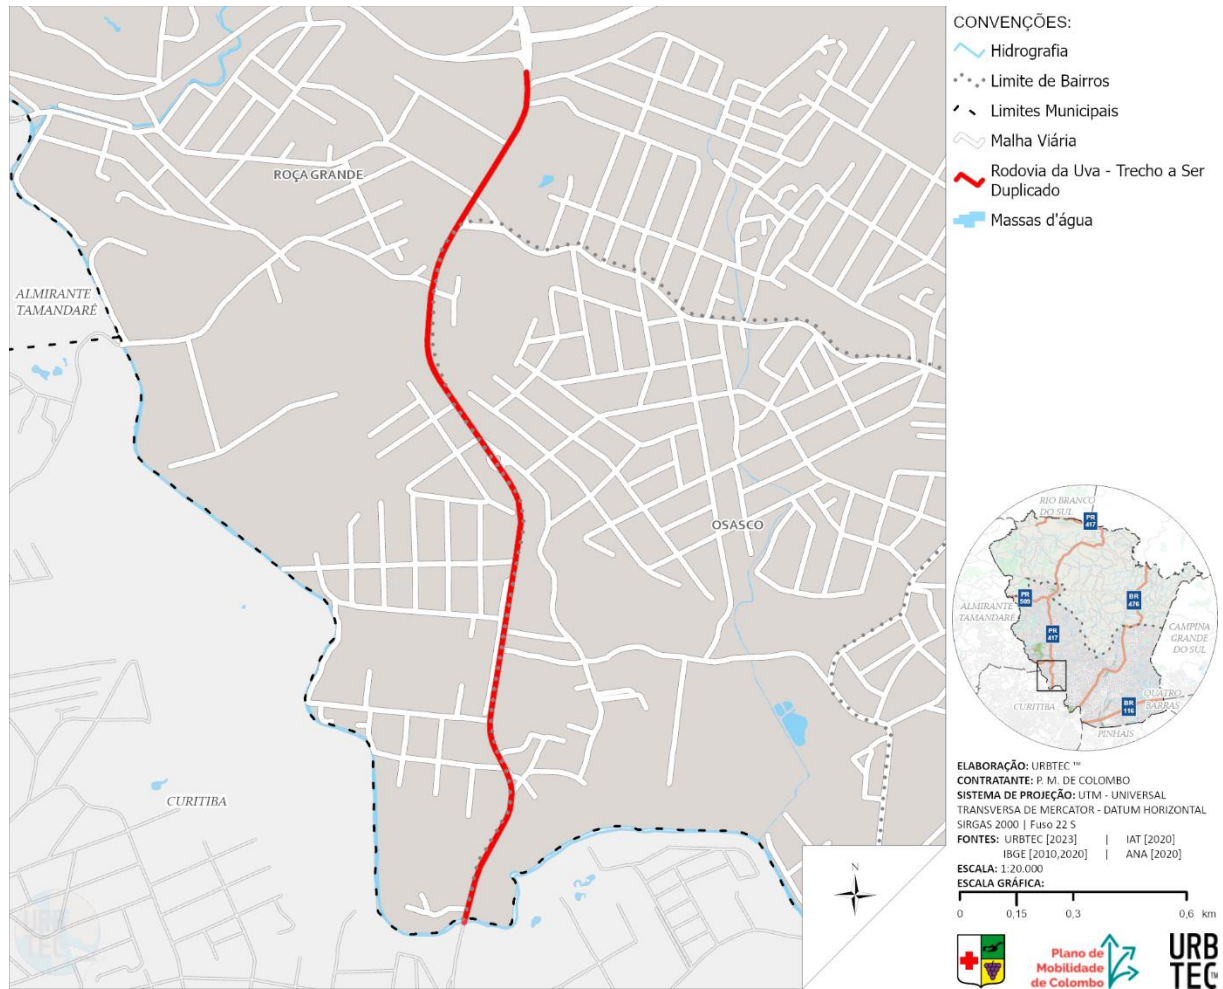 ROÇA GRANDE
ALMIRANTE
TAMANDARÉ
OSASCO
CURITIBA
URB
TEC
N
CONVENÇÕES:
Hidrografia
Limite de Bairros
Limites Municipais
Malha Viária
Rodovia da Uva - Trecho a Ser
Duplicado
Massas d'água
RIO BRANCO
DO SUL
PR
417
PR
509
BR
476
ALMIRANTE
TAMANDARÉ
PR
417
CAMPINA
GRANDE
DO SUL
CURITIBA
QUATRO
BARRAS
BR
116
PINHAIS
ELABORAÇÃO: URBTEC ™
CONTRATANTE: P. M. DE COLOMBO
SISTEMA DE PROJEÇÃO: UTM - UNIVERSAL
TRANSVERSA DE MERCATOR - DATUM HORIZONTAL
SIRGAS 2000 | Fuso 22 S
FONTES: URBTEC [2023] | IAT [2020]
IBGE [2010,2020] | ANA [2020]
ESCALA: 1:20.000
ESCALA GRÁFICA:
0 0,15 0,3 0,6 km
Plano de
Mobilidade
de Colombo
URB
TEC™